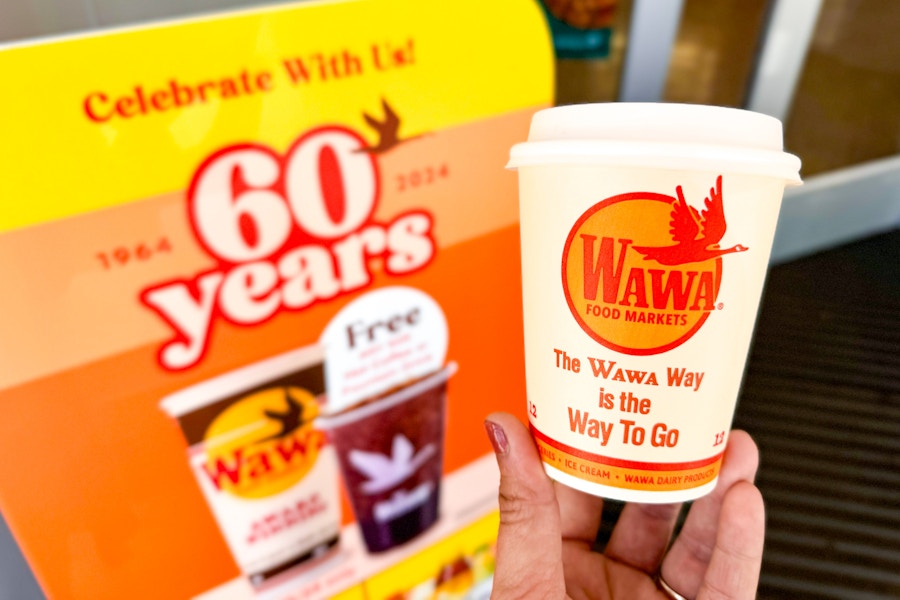 Celebrate With Us!
60
1964
2024
years
Free
Wawa
WAWA®
FOOD MARKETS
The WAWA Way
is the
Way To Go
12
12
ICE CREAM • WAWA DAIRY PRODUCTS